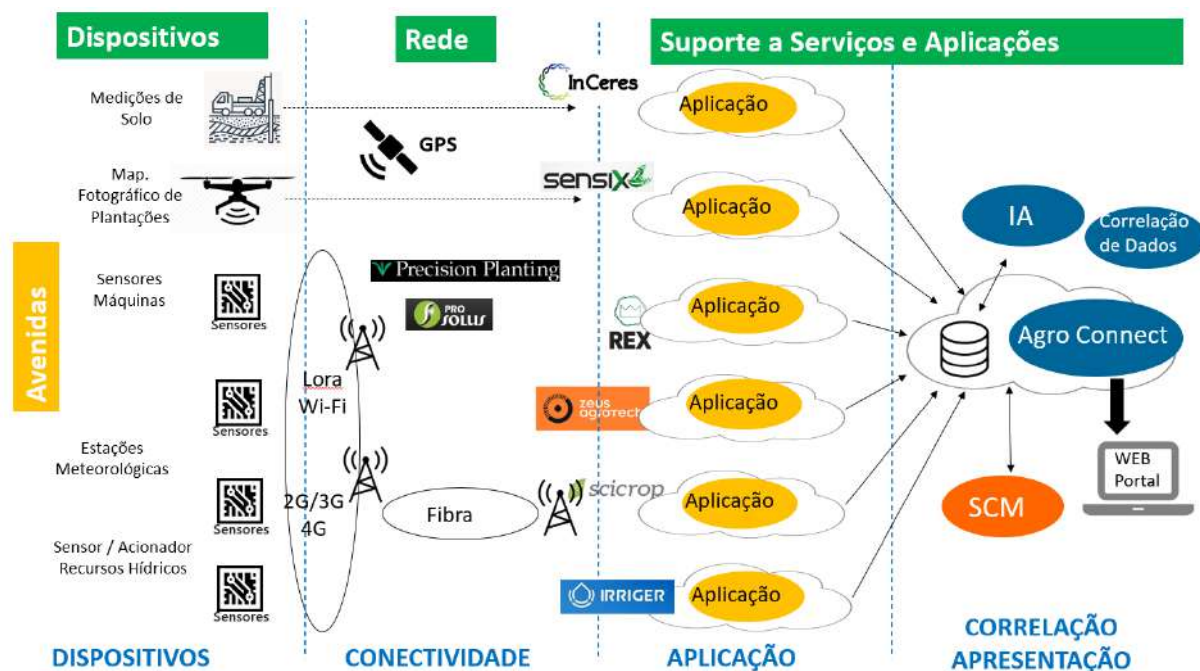 Dispositivos
Rede
Suporte a Serviços e Aplicações
Medições de
Solo
InCeres
Aplicação
GPS
Map.
Fotográfico de
Plantações
sensix
Aplicação
IA
Correlação
de Dados
Avenidas
Sensores
Máquinas
Sensores
Precision Planting
PRO
SOLUS
REX
Aplicação
Agro Connect
Lora
Wi-Fi
Sensores
zeus
agrotech
Aplicação
Estações
Meteorológicas
Sensores
2G/3G
4G
Fibra
scicrop
Aplicação
SCM
WEB
Portal
Sensor / Acionador
Recursos Hídricos
Sensores
IRRIGER
Aplicação
DISPOSITIVOS
CONECTIVIDADE
APLICAÇÃO
CORRELAÇÃO
APRESENTAÇÃO